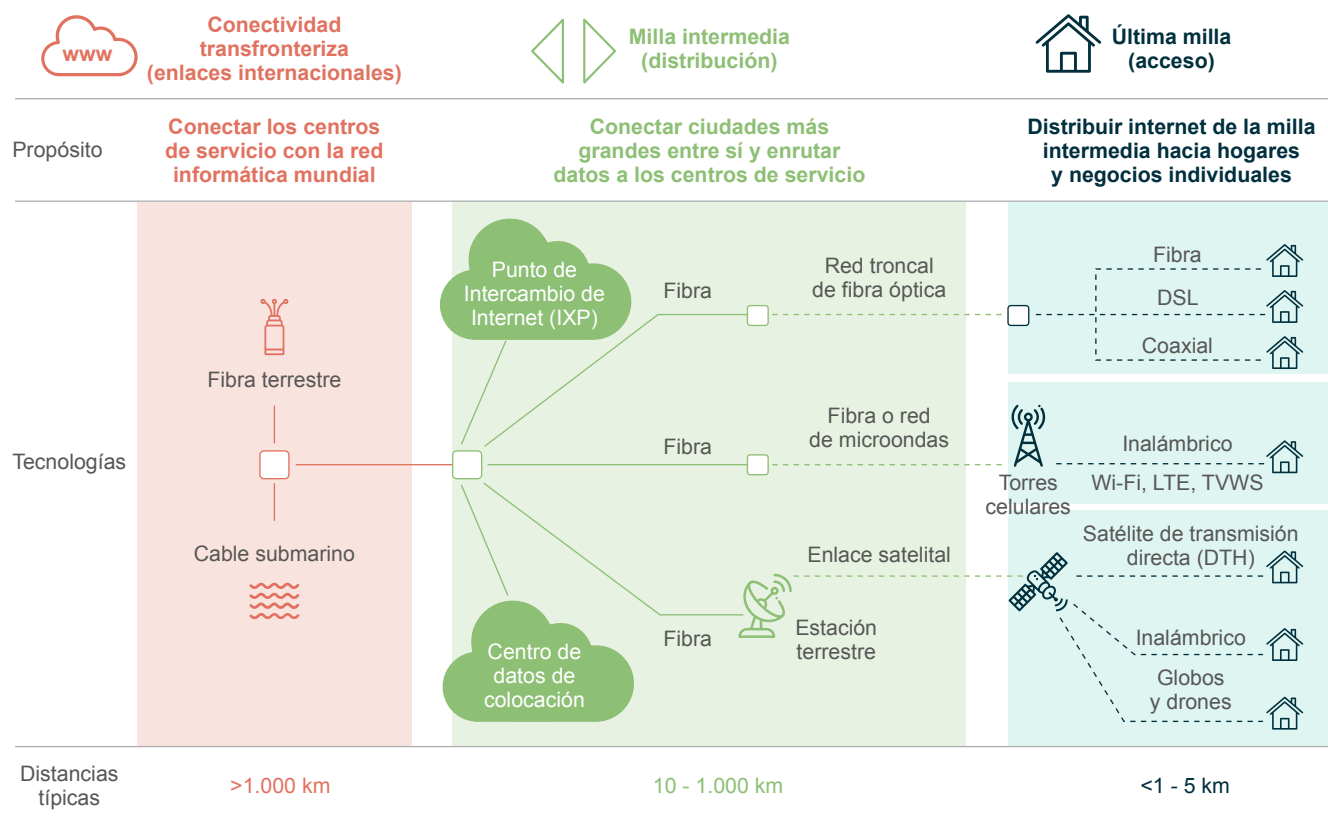 www
Conectividad
transfronteriza
(enlaces internacionales)
Milla intermedia
(distribución)
Última milla
(acceso)
Propósito
Conectar los centros
de servicio con la red
informática mundial
Conectar ciudades más
grandes entre sí y enrutar
datos a los centros de servicio
Distribuir internet de la milla
intermedia hacia hogares
y negocios individuales
Tecnologías
Fibra terrestre
Cable submarino
Punto de
Intercambio de
Internet (IXP)
Fibra
Red troncal
de fibra óptica
Fibra
Fibra o red
de microondas
Enlace satelital
Fibra
Estación
terrestre
Centro de
datos de
colocación
Fibra
DSL
Coaxial
Torres
celulares
Inalámbrico
Wi-Fi, LTE, TVWS
Satélite de transmisión
directa (DTH)
Inalámbrico
Globos
y drones
Distancias
típicas
>1.000 km
10 - 1.000 km
<1 - 5 km